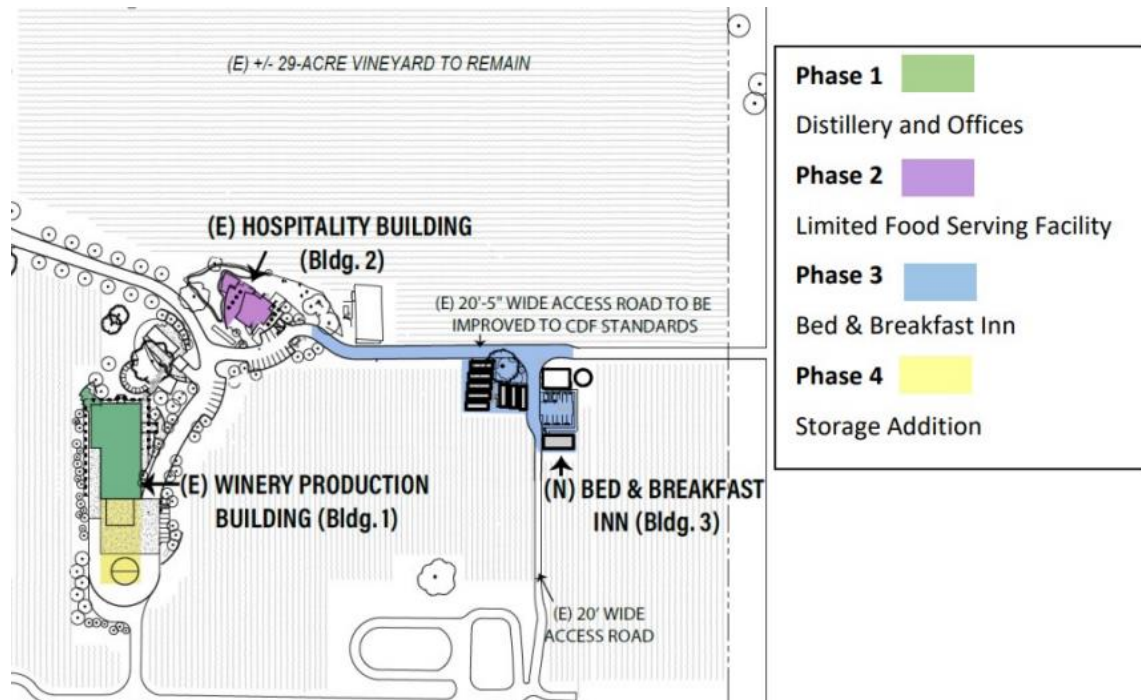 (E) +/- 29-ACRE VINEYARD TO REMAIN
(E) HOSPITALITY BUILDING
(Bldg. 2)
(E) 20'-5" WIDE ACCESS ROAD TO BE
IMPROVED TO CDF STANDARDS
(E) WINERY PRODUCTION
BUILDING (Bldg. 1)
(N) BED & BREAKFAST
INN (Bldg. 3)
(E) 20' WIDE
ACCESS ROAD
Phase 1
Distillery and Offices
Phase 2
Limited Food Serving Facility
Phase 3
Bed & Breakfast Inn
Phase 4
Storage Addition